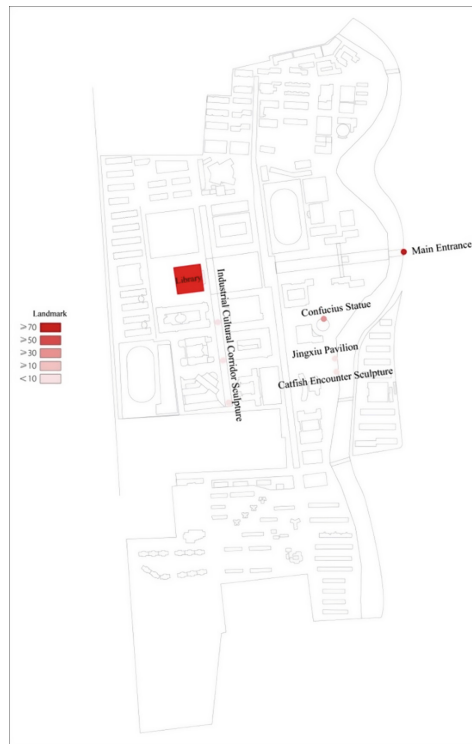 Main Entrance
Library
Industrial Cultural Corridor Sculpture
Confucius Statue
Landmark
⩾70
⩾50
⩾30
⩾10
<10
Jingxiu Pavilion
Catfish Encounter Sculpture